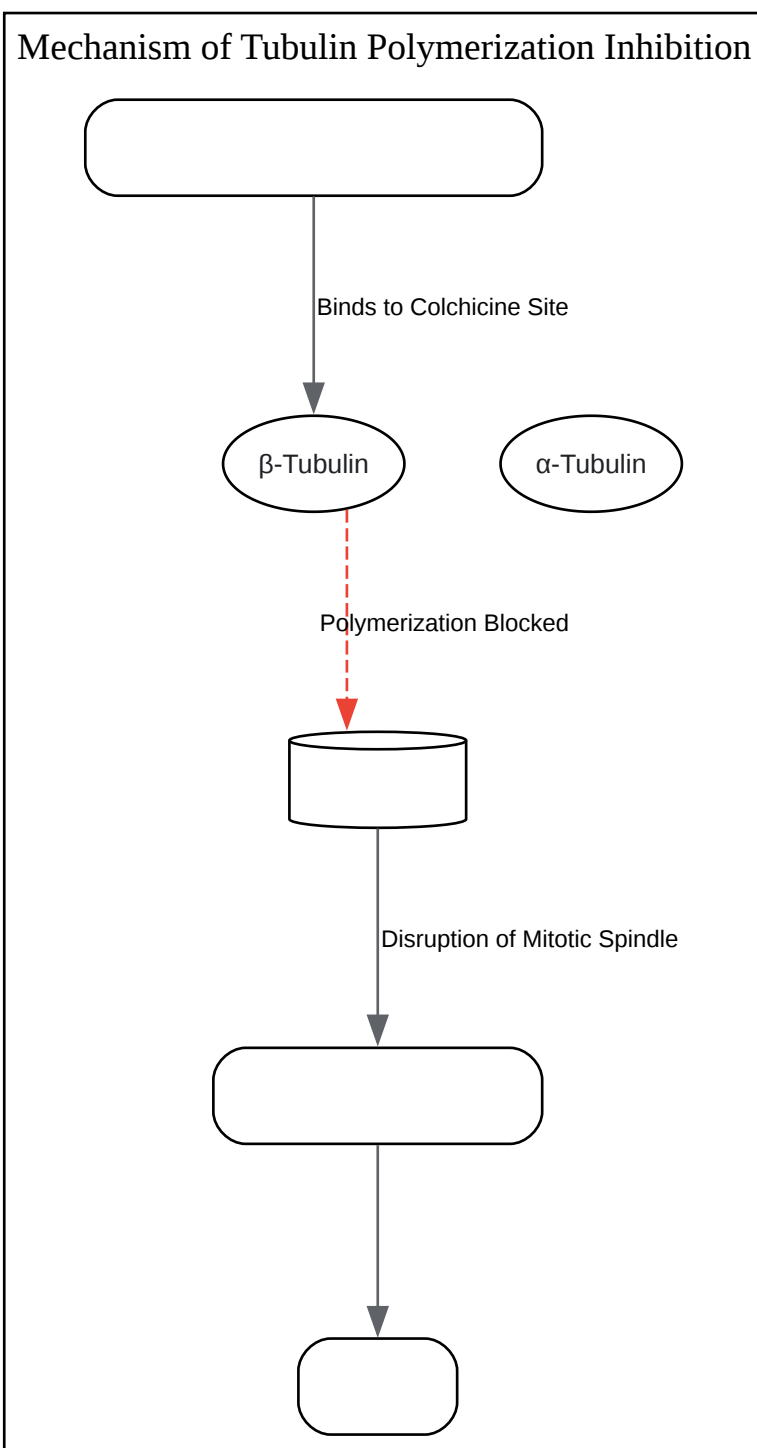 Mechanism of Tubulin Polymerization Inhibition
Binds to Colchicine Site
β-Tubulin
α-Tubulin
Polymerization Blocked
Disruption of Mitotic Spindle